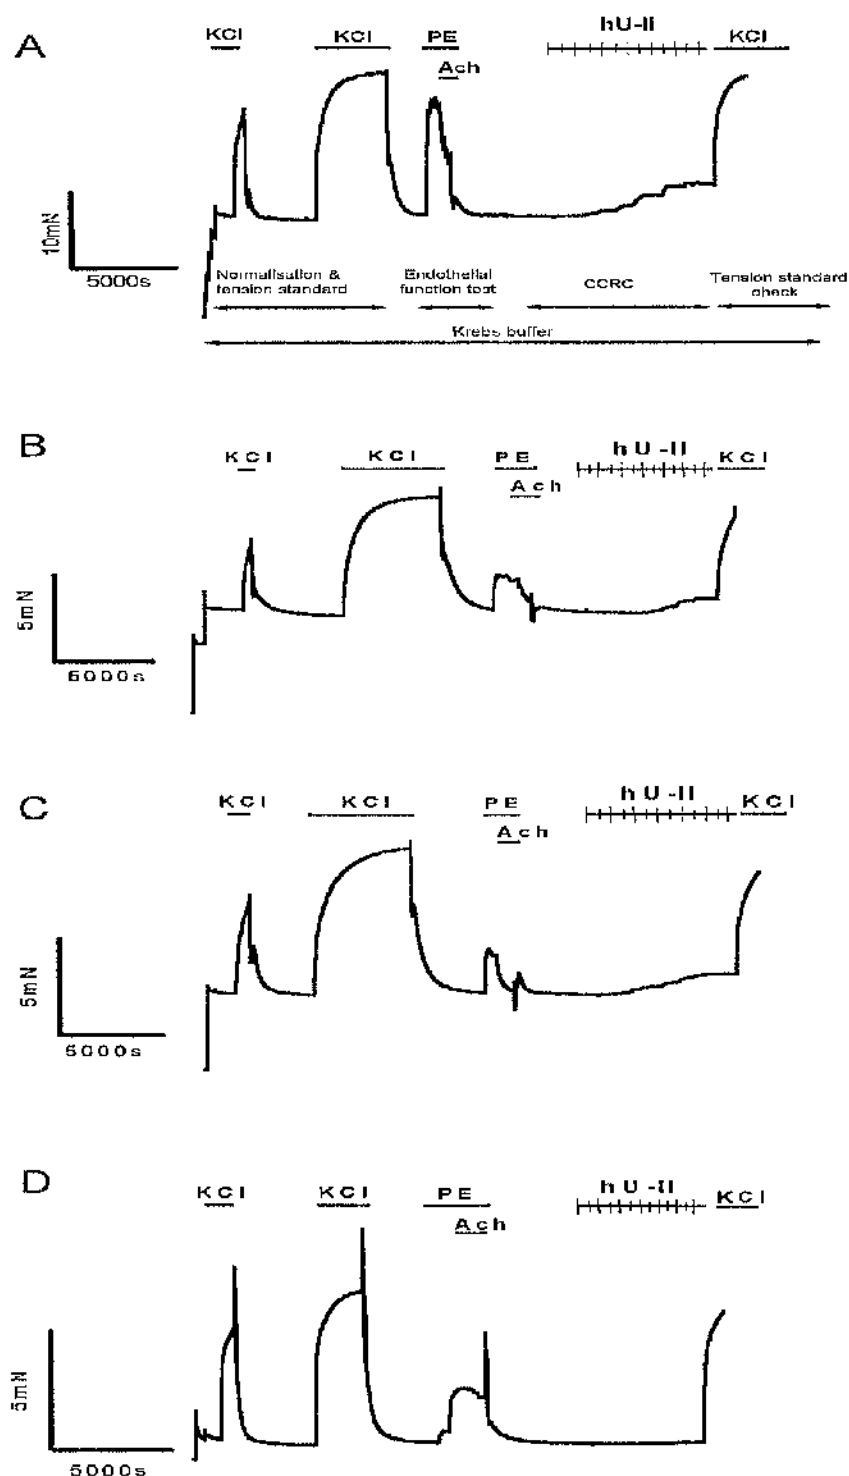 A
KCl KCl PE hU-II KCl
Ach
10mN
5000s
Normalisation &
tension standard
Endothelial
function test
CCRC
Tension standard
check
Krebs buffer
B
KCl KCl PE hU-II KCl
Ach
5mN
5000s
C
KCl KCl PE hU-II KCl
Ach
5mN
5000s
D
KCl KCl PE hU-II KCl
Ach
5mN
5000s